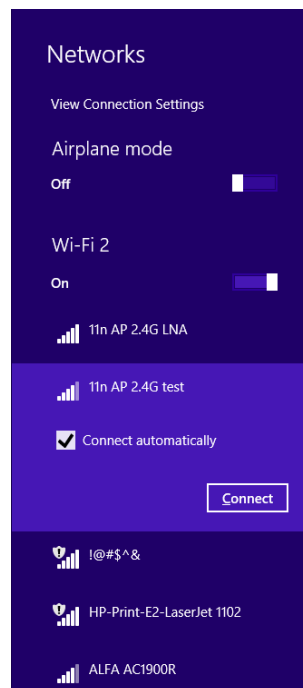 Networks
View Connection Settings
Airplane mode
Off
Wi-Fi 2
On
11n AP 2.4G LNA
11n AP 2.4G test
Connect automatically
Connect
!@#$^&
HP-Print-E2-LaserJet 1102
ALFA AC1900R